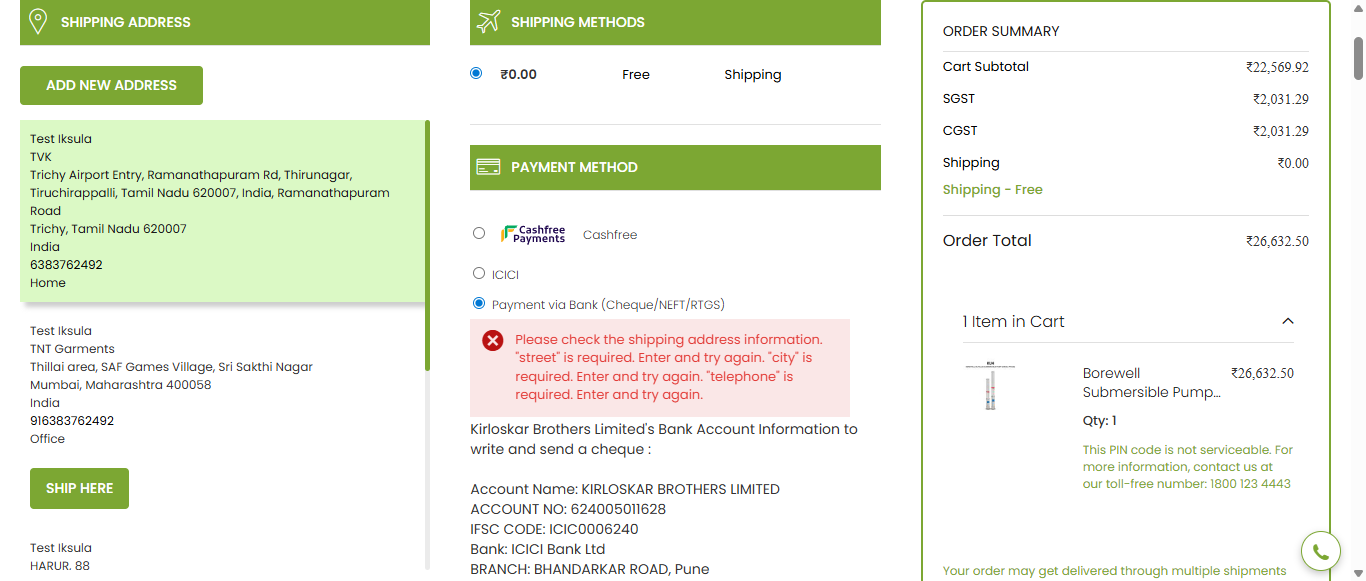 SHIPPING ADDRESS
ADD NEW ADDRESS
Test Iksula
TVK
Trichy Airport Entry, Ramanathapuram Rd, Thirunagar,
Tiruchirappalli, Tamil Nadu 620007, India, Ramanathapuram
Road
Trichy, Tamil Nadu 620007
India
6383762492
Home
Test Iksula
TNT Garments
Thillai area, SAF Games Village, Sri Sakthi Nagar
Mumbai, Maharashtra 400058
India
916383762492
Office
SHIP HERE
Test Iksula
HARUR, 88
SHIPPING METHODS
₹0.00 Free Shipping
PAYMENT METHOD
Cashfree
Payments
Cashfree
ICICI
Payment via Bank (Cheque/NEFT/RTGS)
Please check the shipping address information.
"street" is required. Enter and try again. "city" is
required. Enter and try again. "telephone" is
required. Enter and try again.
Kirloskar Brothers Limited's Bank Account Information to
write and send a cheque :
Account Name: KIRLOSKAR BROTHERS LIMITED
ACCOUNT NO: 624005011628
IFSC CODE: ICIC0006240
Bank: ICICI Bank Ltd
BRANCH: BHANDARKAR ROAD, Pune
ORDER SUMMARY
Cart Subtotal ₹22,569.92
SGST ₹2,031.29
CGST ₹2,031.29
Shipping ₹0.00
Shipping - Free
Order Total ₹26,632.50
1 Item in Cart
Borewell ₹26,632.50
Submersible Pump...
Qty: 1
This PIN code is not serviceable. For
more information, contact us at
our toll-free number: 1800 123 4443
Your order may get delivered through multiple shipments